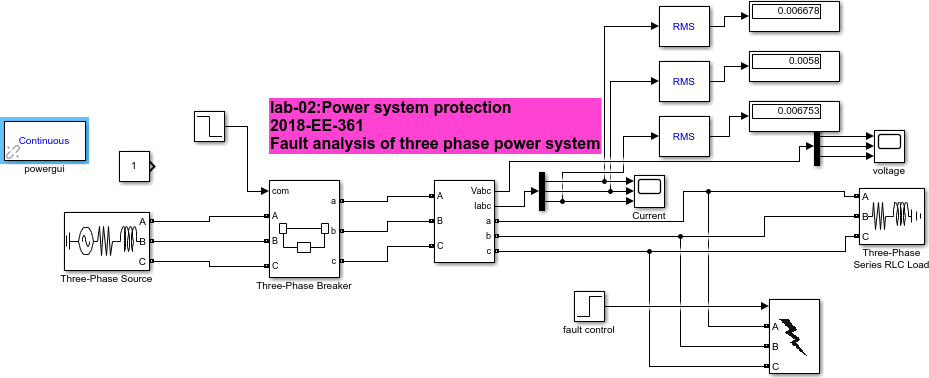 RMS
0.006678
RMS
0.0058
RMS
0.006753
lab-02:Power system protection
2018-EE-361
Fault analysis of three phase power system
Continuous
powergui
1
voltage
com
A
B
C
a
b
c
Three-Phase Source
A
B
C
Three-Phase Breaker
A
B
C
Vabc
Iabc
a
b
c
Current
A
B
C
Three-Phase
Series RLC Load
fault control
A
B
C